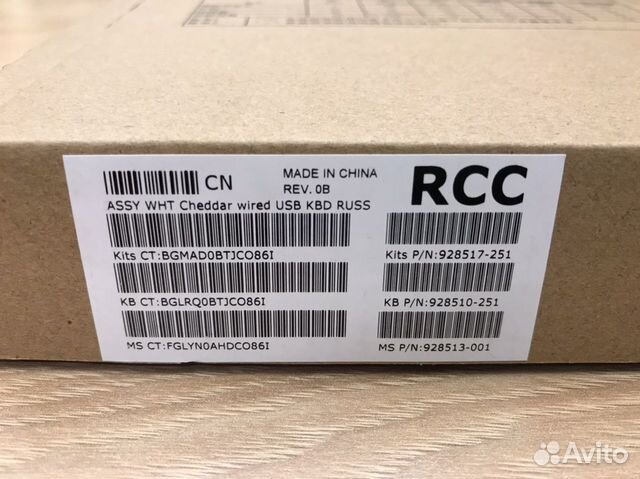 CN
MADE IN CHINA
REV. 0B
RCC
ASSY WHT Cheddar wired USB KBD RUSS
Kits CT:BGMAD0BTJCO86I
Kits P/N:928517-251
KB CT:BGLRQ0BTJCO86I
KB P/N:928510-251
MS CT:FGLYN0AHDCO86I
MS P/N:928513-001
Avito